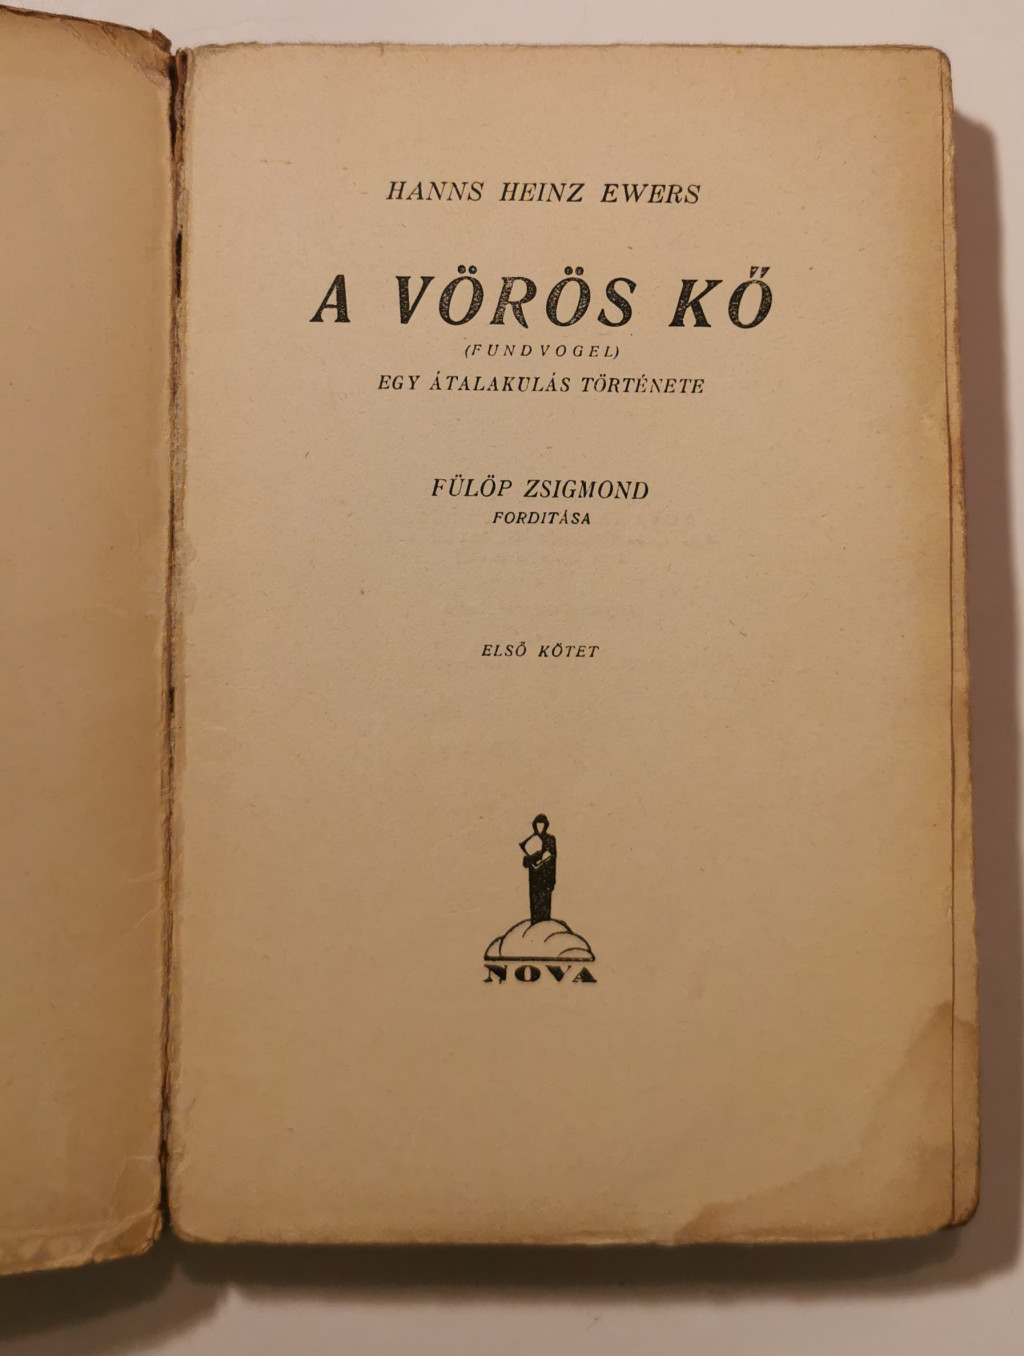 HANNS HEINZ EWERS
A VÖRÖS KŐ
(FUNDVOGEL)
EGY ÁTALAKULÁS TÖRTÉNETE
FÜLÖP ZSIGMOND
FORDITÁSA
ELSŐ KÖTET
NOVA